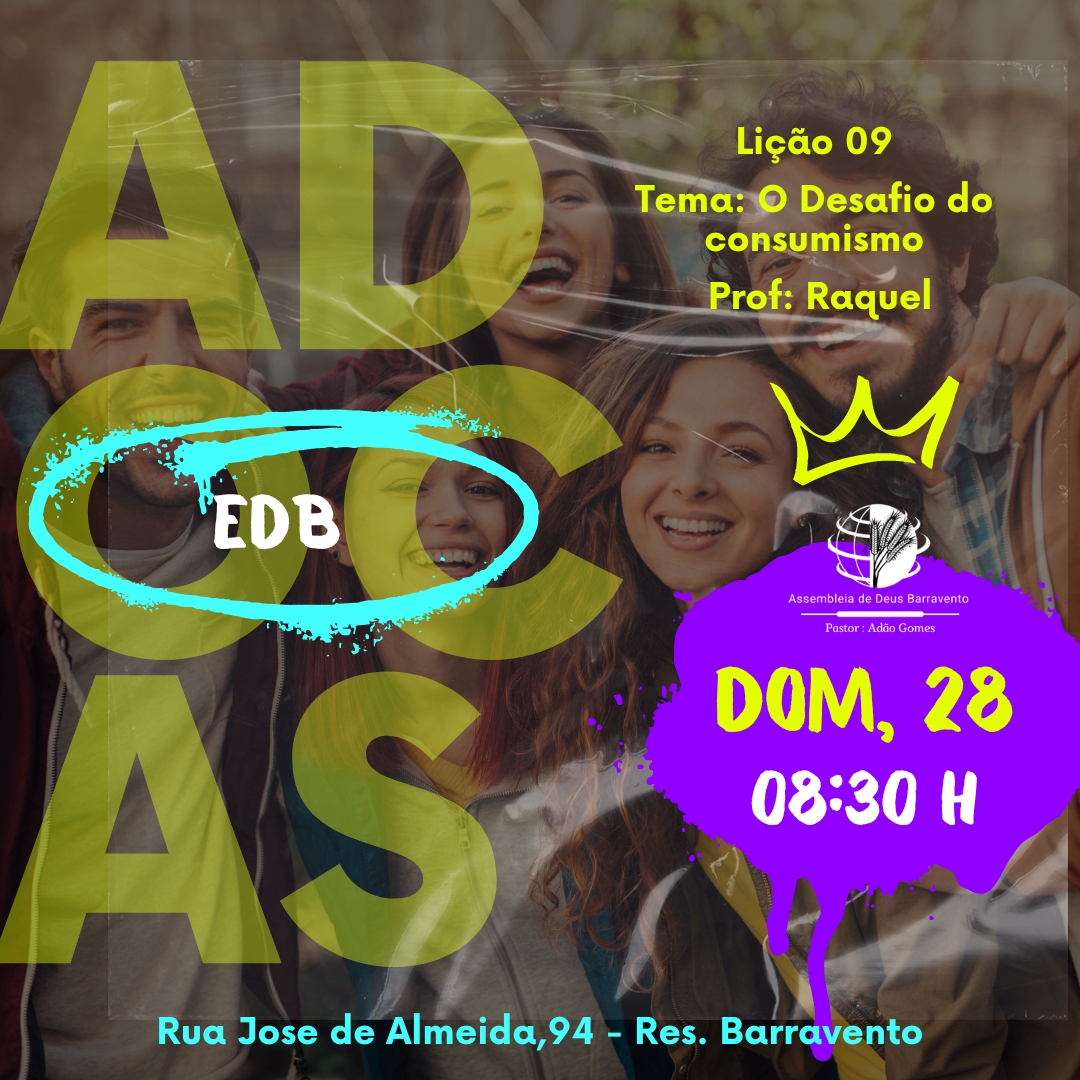 AD
OC
AS
EDB
Lição 09
Tema: O Desafio do
consumismo
Prof: Raquel
Assembleia de Deus Barravento
Pastor : Adão Gomes
DOM, 28
08:30 H
Rua Jose de Almeida,94 - Res. Barravento